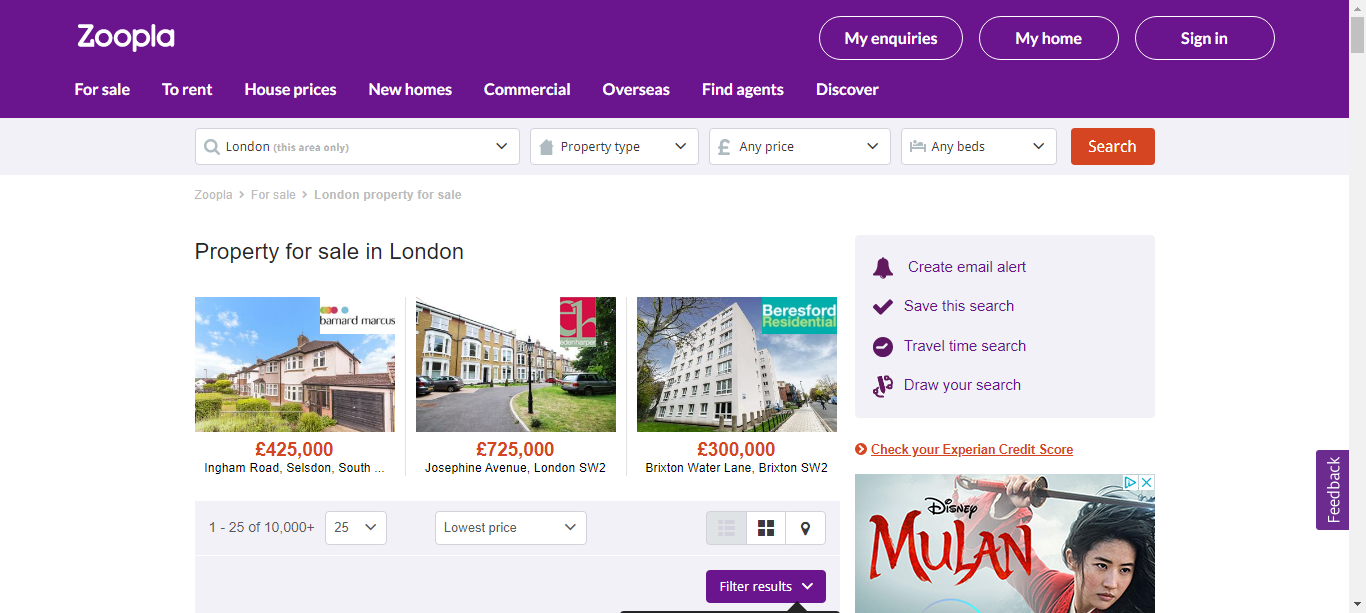 Zoopla
My enquiries
My home
Sign in
For sale
To rent
House prices
New homes
Commercial
Overseas
Find agents
Discover
London (this area only)
Property type
£ Any price
Any beds
Search
Zoopla > For sale > London property for sale
Property for sale in London
barnard marcus
edenharper
Beresford
Residential
£425,000
Ingham Road, Selsdon, South ...
£725,000
Josephine Avenue, London SW2
£300,000
Brixton Water Lane, Brixton SW2
Create email alert
Save this search
Travel time search
Draw your search
Check your Experian Credit Score
1 - 25 of 10,000+
25
Lowest price
Filter results
Disney
MULAN
Feedback